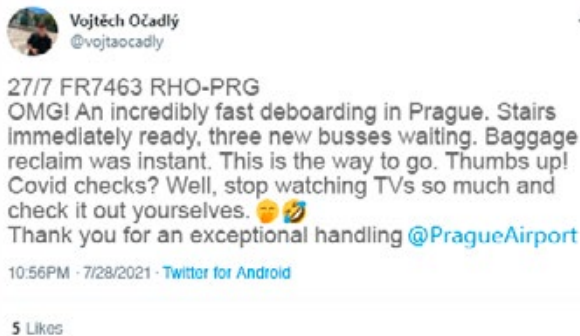 Vojtěch Očadlý
@vojtaocadly
27/7 FR7463 RHO-PRG
OMG! An incredibly fast deboarding in Prague. Stairs
immediately ready, three new busses waiting. Baggage
reclaim was instant. This is the way to go. Thumbs up!
Covid checks? Well, stop watching TVs so much and
check it out yourselves. 🤭🤣
Thank you for an exceptional handling @PragueAirport
10:56PM · 7/28/2021 · Twitter for Android
5 Likes